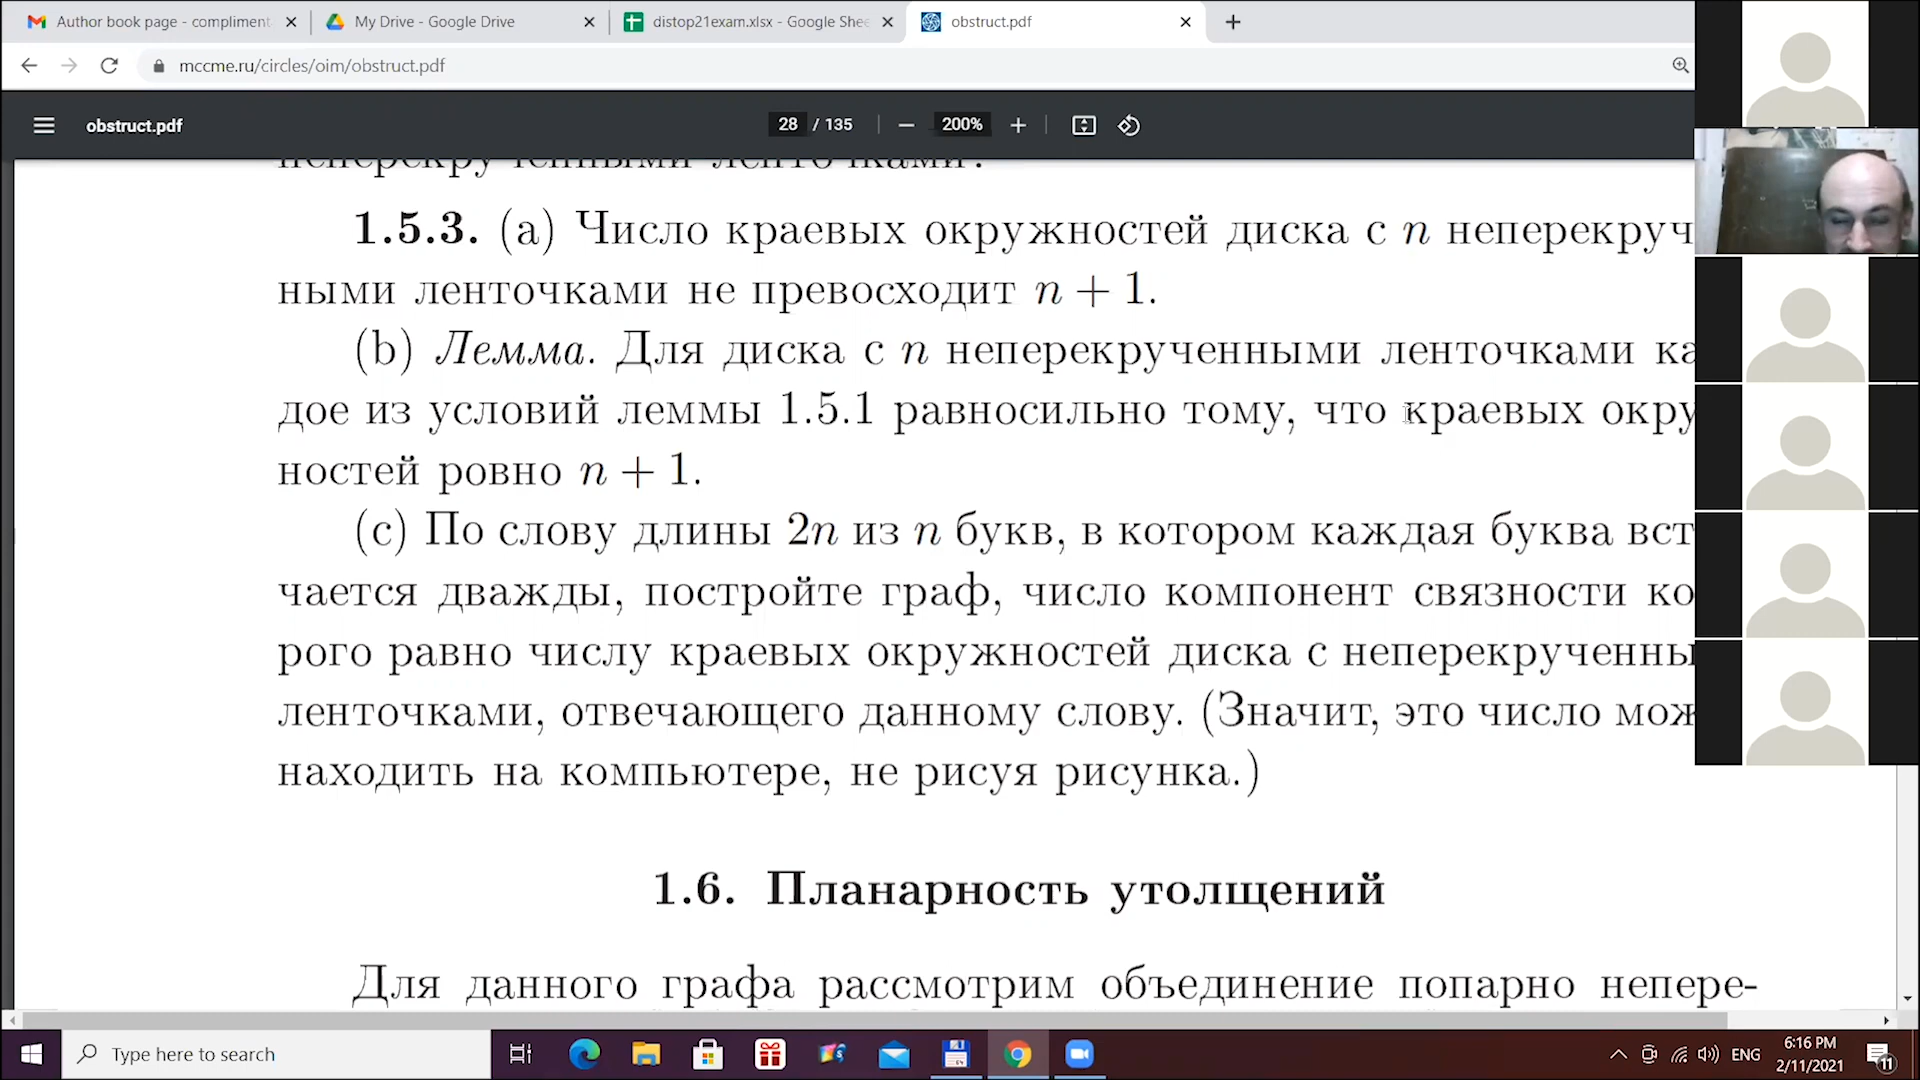 Author book page - compliment
My Drive - Google Drive
distop21exam.xlsx - Google Shee
obstruct.pdf
mccme.ru/circles/oim/obstruct.pdf
obstruct.pdf
28 / 135
200%
неперекрученными ленточками?
1.5.3. (a) Число краевых окружностей диска с n неперекруч
ными ленточками не превосходит n + 1.
(b) Лемма. Для диска с n неперекрученными ленточками ка
дое из условий леммы 1.5.1 равносильно тому, что краевых окру
ностей ровно n + 1.
(c) По слову длины 2n из n букв, в котором каждая буква вст
чается дважды, постройте граф, число компонент связности ко
рого равно числу краевых окружностей диска с неперекрученны
ленточками, отвечающего данному слову. (Значит, это число мож
находить на компьютере, не рисуя рисунка.)
1.6. Планарность утолщений
Для данного графа рассмотрим объединение попарно непере-
Type here to search
ENG
6:16 PM
2/11/2021
11